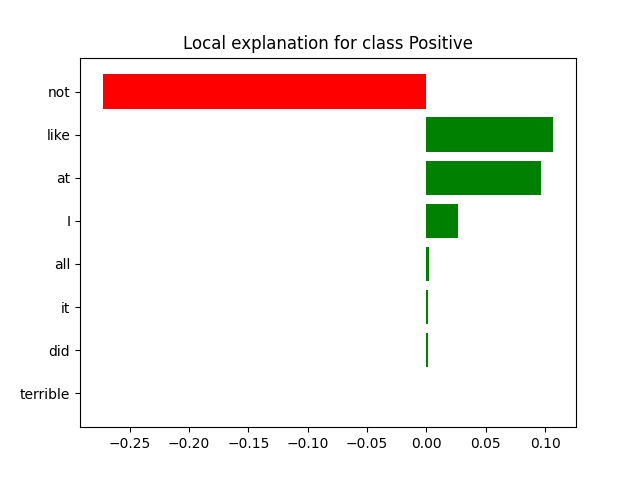 Local explanation for class Positive
not
like
at
I
all
it
did
terrible
−0.25 −0.20 −0.15 −0.10 −0.05 0.00 0.05 0.10